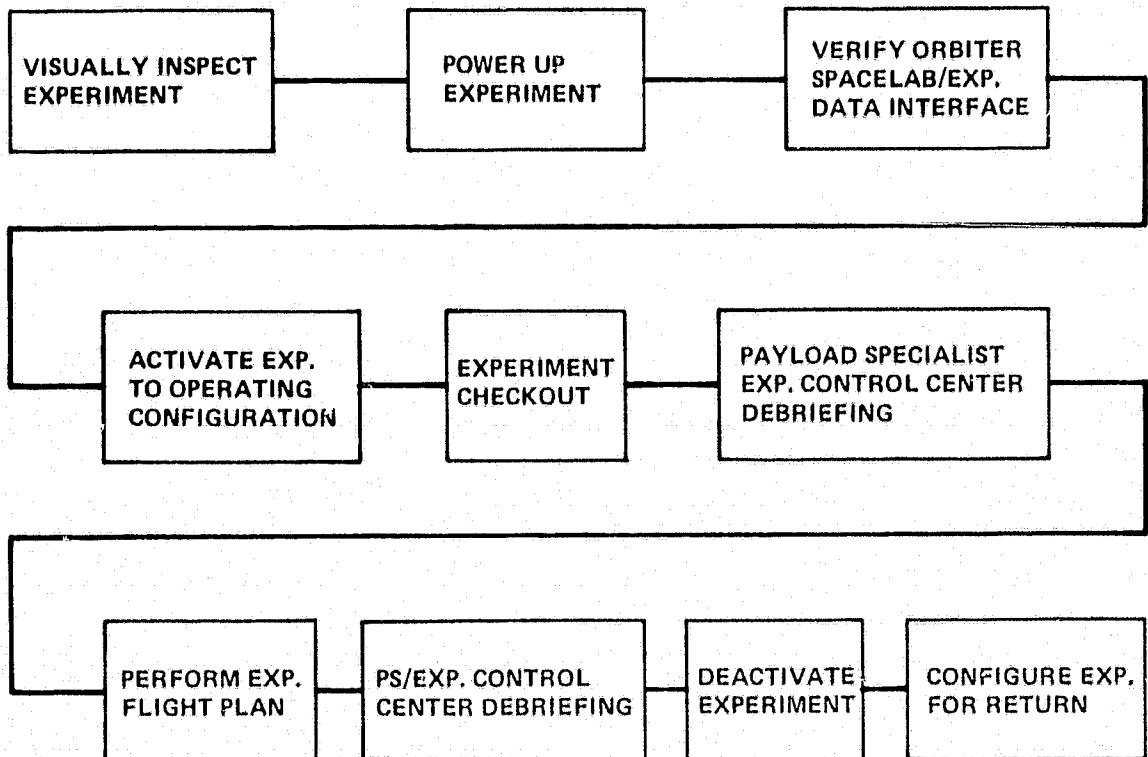 VISUALLY INSPECT
EXPERIMENT
POWER UP
EXPERIMENT
VERIFY ORBITER
SPACELAB/EXP.
DATA INTERFACE
ACTIVATE EXP.
TO OPERATING
CONFIGURATION
EXPERIMENT
CHECKOUT
PAYLOAD SPECIALIST
EXP. CONTROL CENTER
DEBRIEFING
PERFORM EXP.
FLIGHT PLAN
PS/EXP. CONTROL
CENTER DEBRIEFING
DEACTIVATE
EXPERIMENT
CONFIGURE EXP.
FOR RETURN